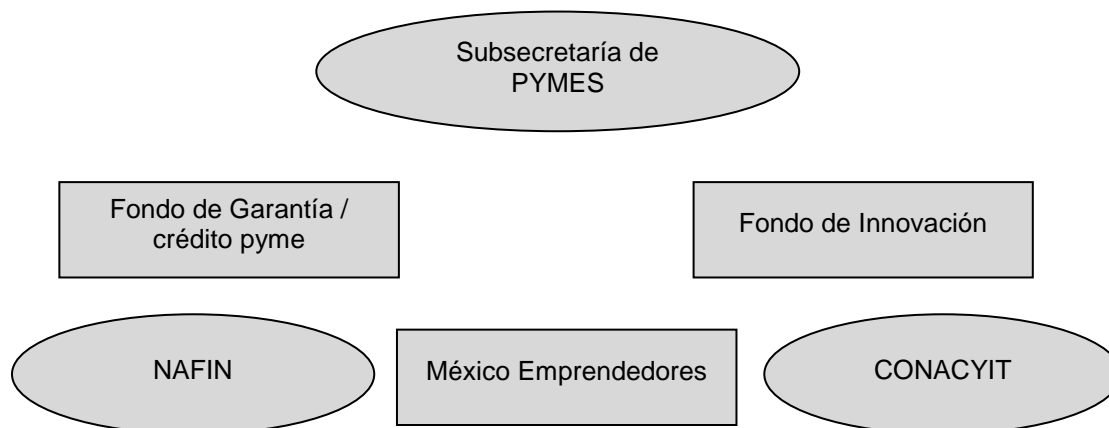 Subsecretaría de
PYMES
Fondo de Garantía /
crédito pyme
Fondo de Innovación
NAFIN
México Emprendedores
CONACYIT